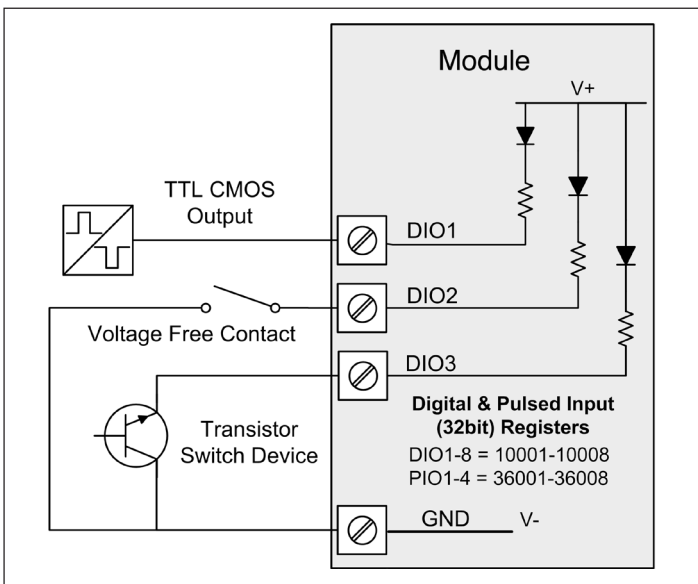 Module
V+
TTL CMOS
Output
DIO1
DIO2
Voltage Free Contact
DIO3
Transistor
Switch Device
Digital & Pulsed Input
(32bit) Registers
DIO1-8 = 10001-10008
PIO1-4 = 36001-36008
GND
V-